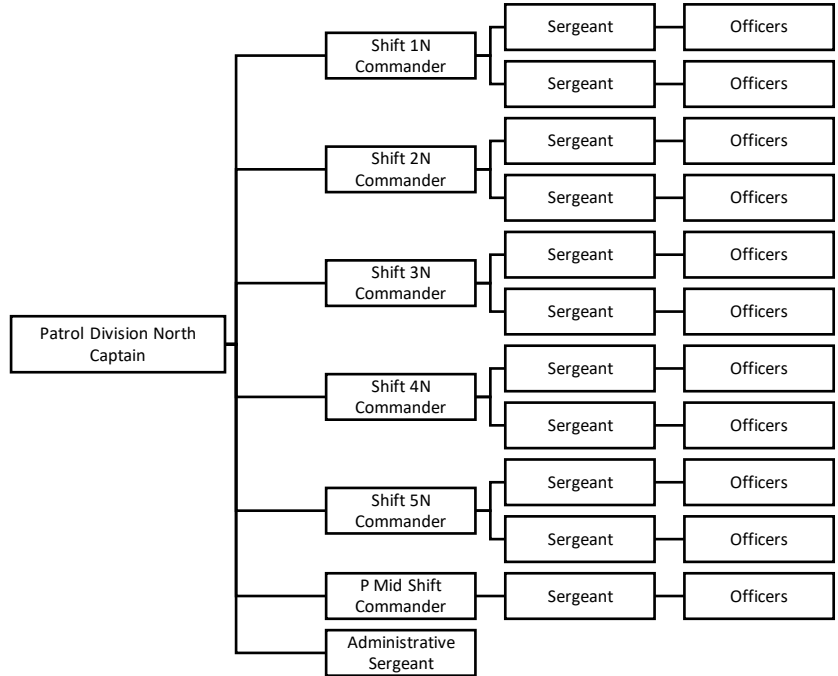 Patrol Division North
Captain
Shift 1N
Commander
Sergeant
Officers
Sergeant
Officers
Shift 2N
Commander
Sergeant
Officers
Sergeant
Officers
Shift 3N
Commander
Sergeant
Officers
Sergeant
Officers
Shift 4N
Commander
Sergeant
Officers
Sergeant
Officers
Shift 5N
Commander
Sergeant
Officers
Sergeant
Officers
P Mid Shift
Commander
Sergeant
Officers
Administrative
Sergeant